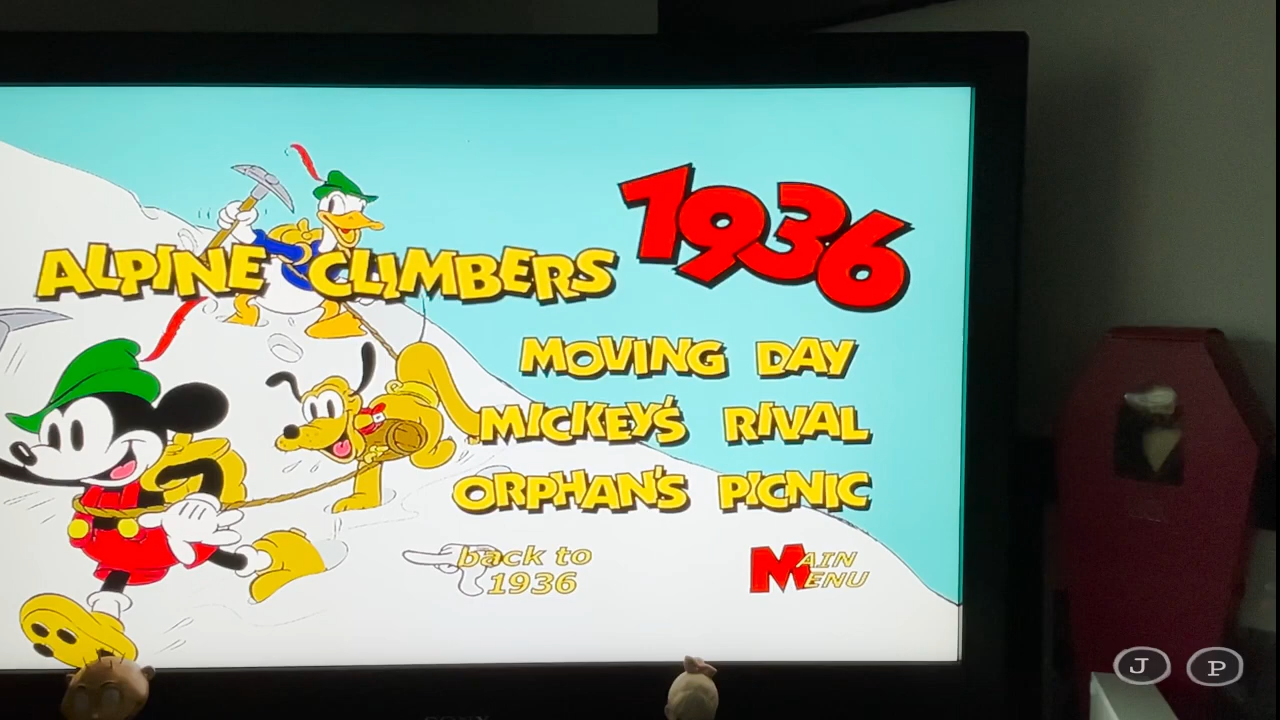 1936
ALPINE CLIMBERS
MOVING DAY
MICKEY'S RIVAL
ORPHAN'S PICNIC
back to
1936
MAIN
MENU
J P